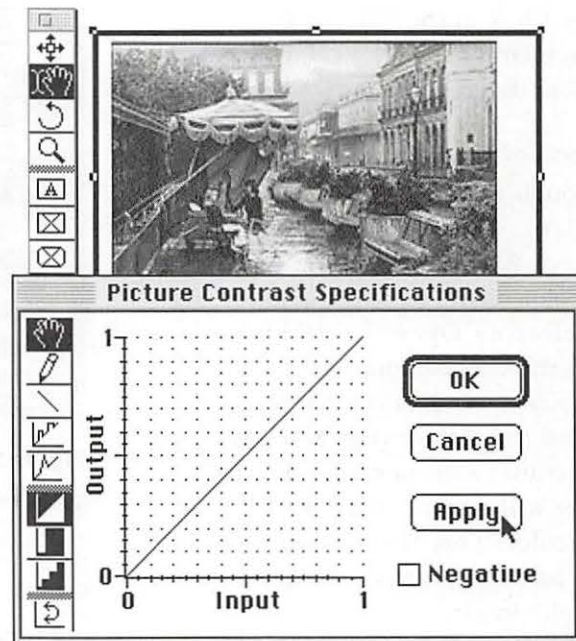 A
Picture Contrast Specifications
1
Output
0
0
Input
1
OK
Cancel
Apply
Negative